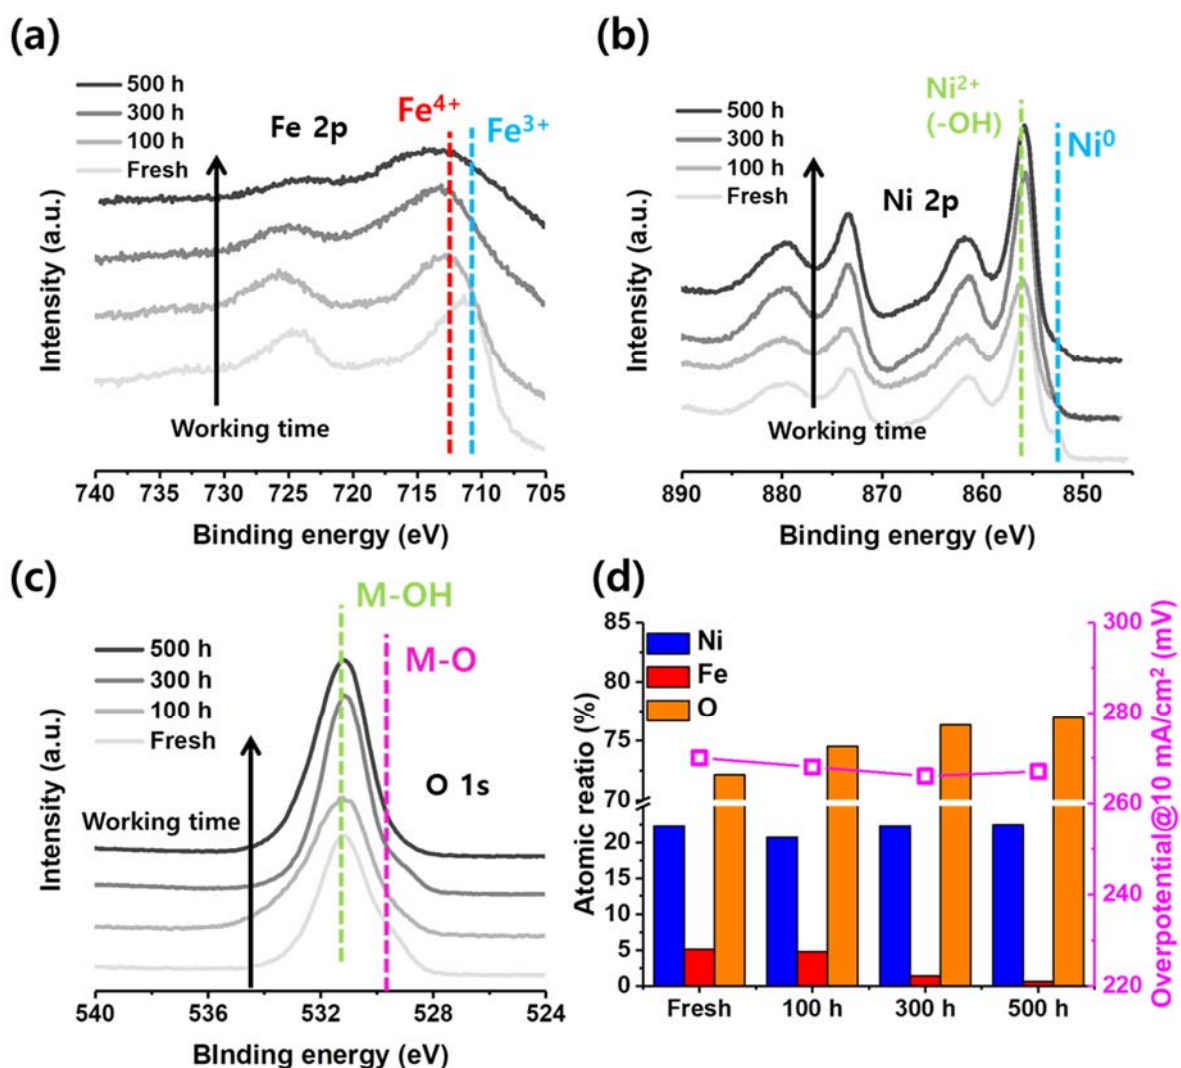 (a)
500 h
300 h
100 h
Fresh
Fe 2p
Fe⁴⁺
Fe³⁺
Working time
Intensity (a.u.)
740 735 730 725 720 715 710 705
Binding energy (eV)
(b)
500 h
300 h
100 h
Fresh
Ni²⁺
(-OH)
Ni⁰
Ni 2p
Working time
Intensity (a.u.)
890 880 870 860 850
Binding energy (eV)
(c)
M-OH
M-O
500 h
300 h
100 h
Fresh
O 1s
Working time
Intensity (a.u.)
540 536 532 528 524
BInding energy (eV)
(d)
Ni
Fe
O
Atomic reatio (%)
85
80
75
70
20
15
10
5
0
Fresh 100 h 300 h 500 h
300
280
260
240
220
Overpotential@10 mA/cm² (mV)